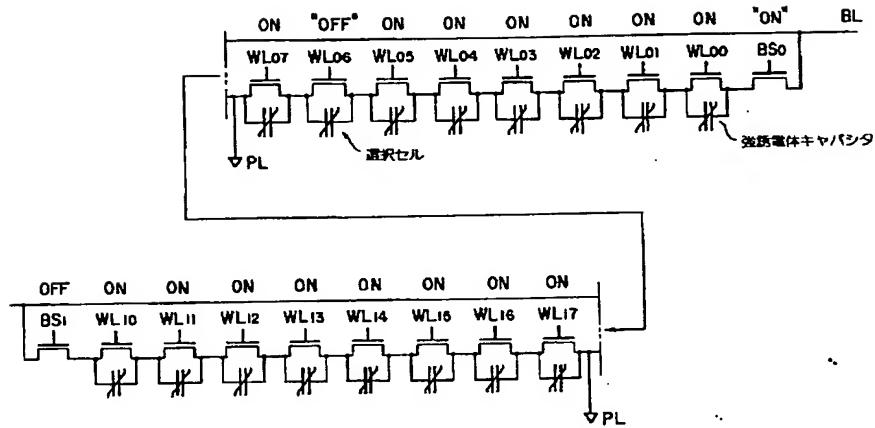 ON "OFF" ON ON ON ON ON ON "ON" BL
WL07 WL06 WL05 WL04 WL03 WL02 WL01 WL00 BS0
選択セル
強誘電体キャパシタ
PL
OFF ON ON ON ON ON ON ON ON
BS1 WL10 WL11 WL12 WL13 WL14 WL15 WL16 WL17
PL